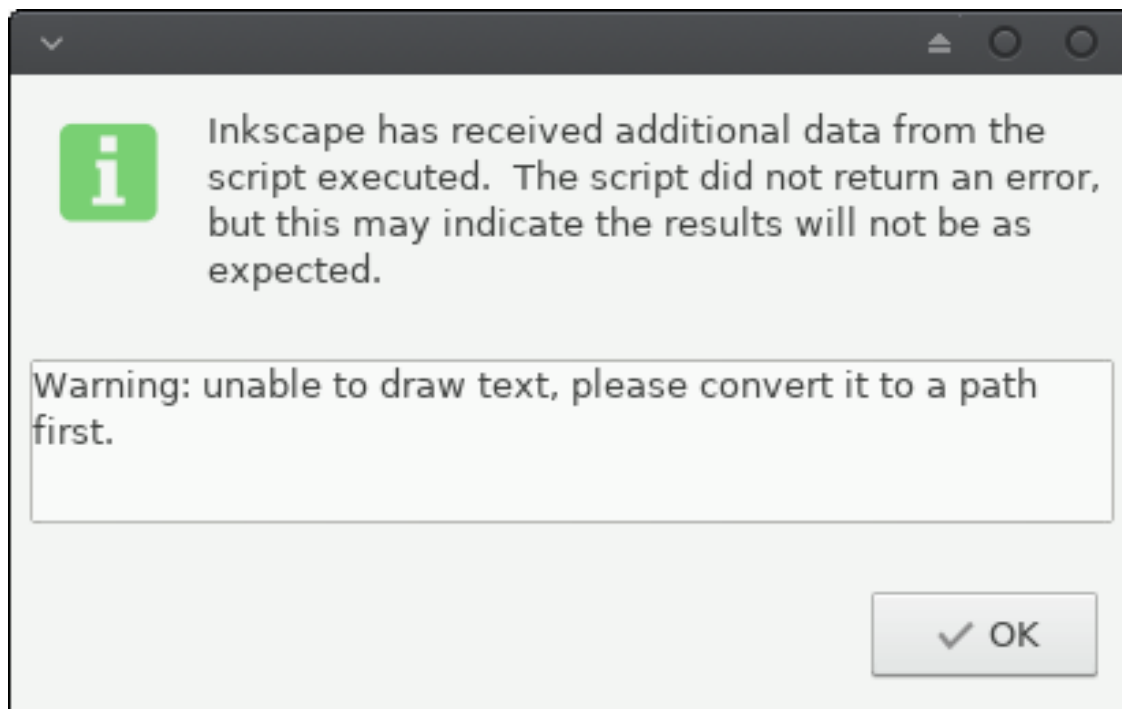 Inkscape has received additional data from the
script executed.  The script did not return an error,
but this may indicate the results will not be as
expected.
Warning: unable to draw text, please convert it to a path
first.
OK